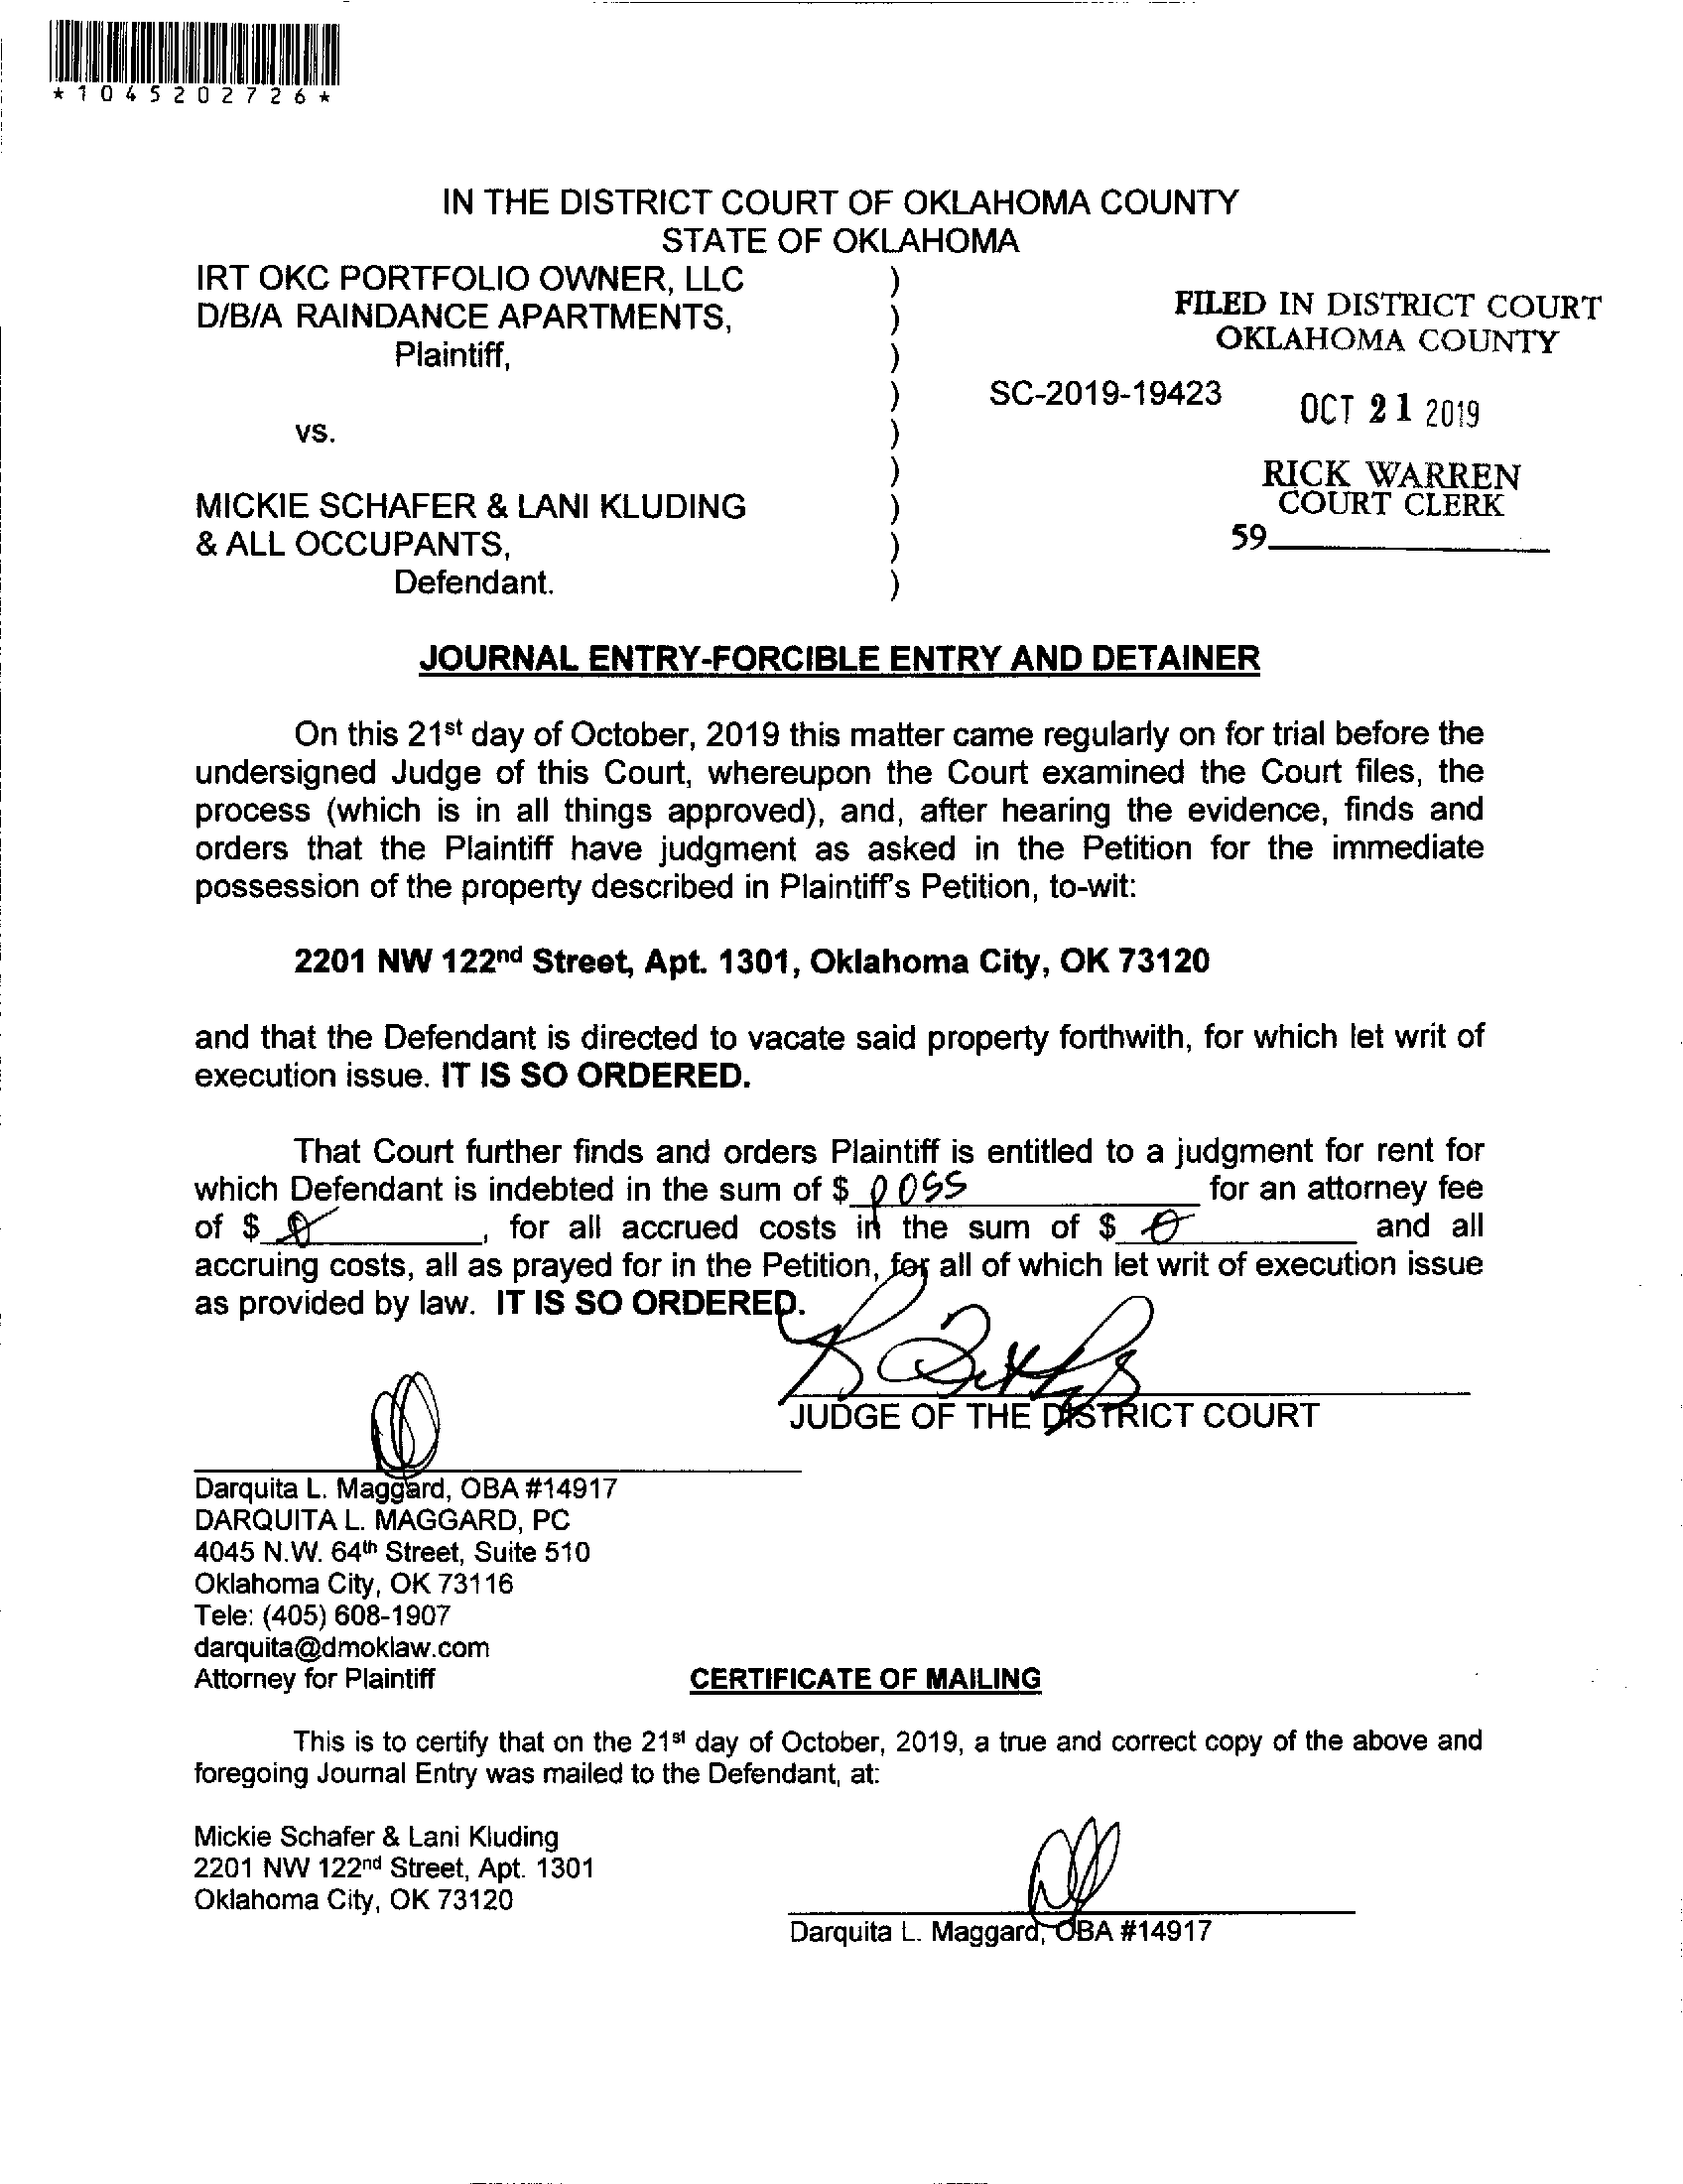 *1045202726*
IN THE DISTRICT COURT OF OKLAHOMA COUNTY
STATE OF OKLAHOMA
IRT OKC PORTFOLIO OWNER, LLC )
D/B/A RAINDANCE APARTMENTS, )
Plaintiff, )
) SC-2019-19423
vs. )
)
MICKIE SCHAFER & LANI KLUDING )
& ALL OCCUPANTS, )
Defendant. )
FILED IN DISTRICT COURT
OKLAHOMA COUNTY
OCT 21 2019
RICK WARREN
COURT CLERK
59
JOURNAL ENTRY-FORCIBLE ENTRY AND DETAINER
On this 21st day of October, 2019 this matter came regularly on for trial before the
undersigned Judge of this Court, whereupon the Court examined the Court files, the
process (which is in all things approved), and, after hearing the evidence, finds and
orders that the Plaintiff have judgment as asked in the Petition for the immediate
possession of the property described in Plaintiff's Petition, to-wit:
2201 NW 122nd Street, Apt. 1301, Oklahoma City, OK 73120
and that the Defendant is directed to vacate said property forthwith, for which let writ of
execution issue. IT IS SO ORDERED.
That Court further finds and orders Plaintiff is entitled to a judgment for rent for
which Defendant is indebted in the sum of $ poss for an attorney fee
of $ , for all accrued costs in the sum of $ and all
accruing costs, all as prayed for in the Petition, for all of which let writ of execution issue
as provided by law. IT IS SO ORDERED.
JUDGE OF THE DISTRICT COURT
Darquita L. Maggard, OBA #14917
DARQUITA L. MAGGARD, PC
4045 N.W. 64th Street, Suite 510
Oklahoma City, OK 73116
Tele: (405) 608-1907
darquita@dmoklaw.com
Attorney for Plaintiff
CERTIFICATE OF MAILING
This is to certify that on the 21st day of October, 2019, a true and correct copy of the above and
foregoing Journal Entry was mailed to the Defendant, at:
Mickie Schafer & Lani Kluding
2201 NW 122nd Street, Apt. 1301
Oklahoma City, OK 73120
Darquita L. Maggard, OBA #14917